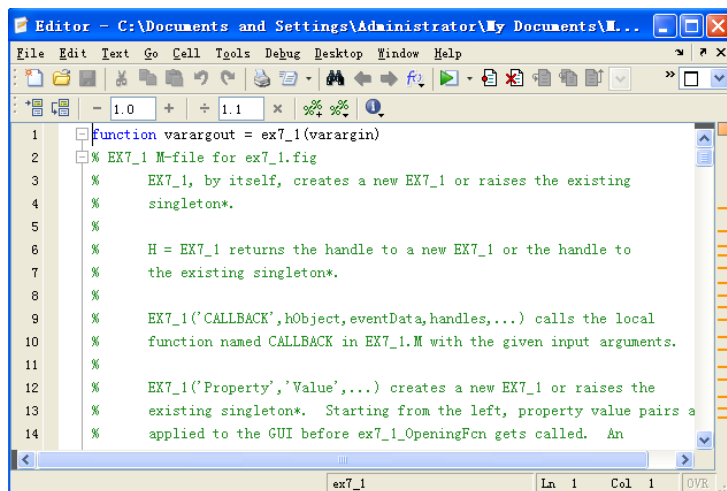 Editor - C:\Documents and Settings\Administrator\My Documents\M...
File Edit Text Go Cell Tools Debug Desktop Window Help
− 1.0 + ÷ 1.1 ×
1 function varargout = ex7_1(varargin)
2 % EX7_1 M-file for ex7_1.fig
3 % EX7_1, by itself, creates a new EX7_1 or raises the existing
4 % singleton*.
5 %
6 % H = EX7_1 returns the handle to a new EX7_1 or the handle to
7 % the existing singleton*.
8 %
9 % EX7_1('CALLBACK',hObject,eventData,handles,...) calls the local
10 % function named CALLBACK in EX7_1.M with the given input arguments.
11 %
12 % EX7_1('Property','Value',...) creates a new EX7_1 or raises the
13 % existing singleton*. Starting from the left, property value pairs a
14 % applied to the GUI before ex7_1_OpeningFcn gets called. An
ex7_1 Ln 1 Col 1 OVR